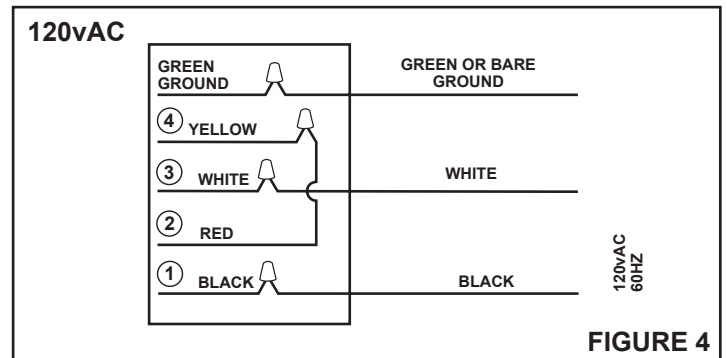 120vAC
GREEN
GROUND
GREEN OR BARE
GROUND
4 YELLOW
3 WHITE
WHITE
2 RED
1 BLACK
BLACK
120vAC
60HZ
FIGURE 4